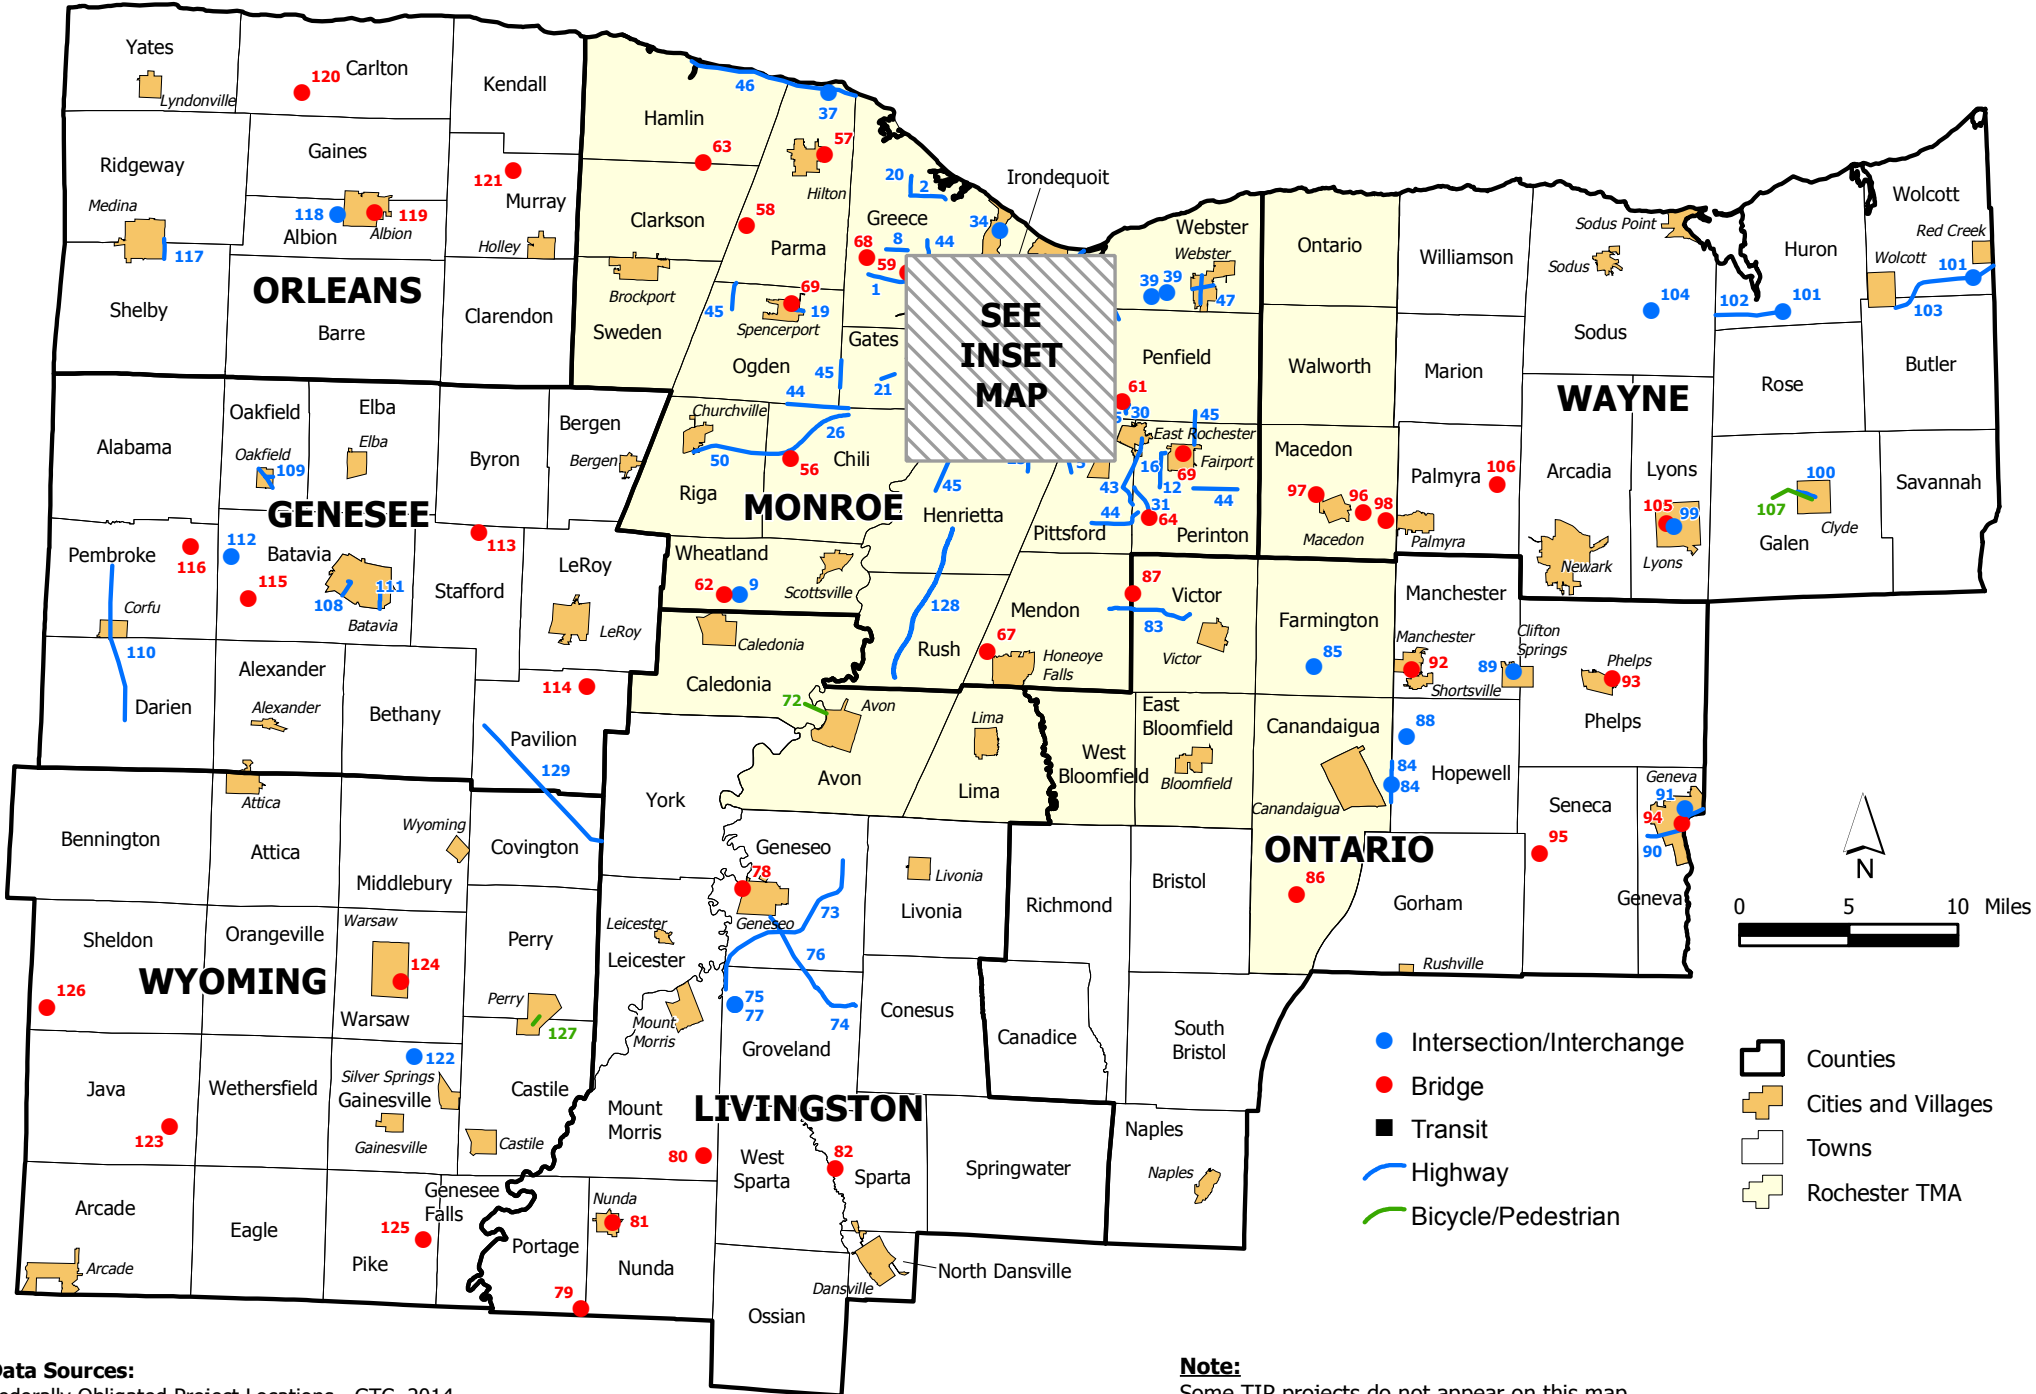 Yates
Lyndonville
120
Carlton
Kendall
46
37
Hamlin
63
57
Hilton
Ridgeway
Gaines
121
Murray
Medina
118
119
Albion
Albion
Holley
117
Clarkson
58
Parma
20
2
Greece
Irondequoit
34
8
44
68
59
1
Webster
Webster
39
39
47
Ontario
Williamson
Sodus Point
Sodus
104
Sodus
Huron
Wolcott
Red Creek
Wolcott
101
101
102
103
Shelby
ORLEANS
Barre
Clarendon
Brockport
Sweden
45
69
19
Spencerport
Ogden
Gates
45
21
44
SEE
INSET
MAP
Penfield
61
30
Walworth
Marion
WAYNE
Rose
Butler
Alabama
Oakfield
Elba
Elba
Oakfield
109
Byron
Bergen
Bergen
Churchville
50
26
56
Chili
Riga
MONROE
45
Henrietta
3
45
East Rochester
Fairport
16
69
43
12
31
44
44
64
Pittsford
Perinton
Macedon
97
96
98
Macedon
Palmyra
106
Palmyra
Arcadia
Newark
Lyons
105
99
Lyons
100
107
Clyde
Galen
Savannah
GENESEE
Pembroke
116
112
Batavia
115
108
111
Batavia
113
Stafford
LeRoy
LeRoy
Corfu
110
Darien
Alexander
Alexander
Bethany
114
Pavilion
129
Wheatland
62
9
Scottsville
128
Rush
Mendon
67
Honeoye
Falls
87
Victor
83
Victor
Farmington
85
Manchester
Manchester
92
Shortsville
Clifton
Springs
89
Phelps
93
Phelps
Caledonia
Caledonia
72
Avon
Avon
Lima
Lima
West
Bloomfield
East
Bloomfield
Bloomfield
Canandaigua
Canandaigua
88
84
84
Hopewell
Seneca
95
Geneva
91
94
90
Geneva
Bennington
Attica
Attica
Wyoming
Middlebury
Covington
York
Geneseo
78
Geneseo
73
76
Livonia
Livonia
Richmond
Bristol
ONTARIO
86
Gorham
Rushville
N
0
5
10
Miles
Sheldon
126
WYOMING
Orangeville
Warsaw
124
Warsaw
Perry
Perry
127
Leicester
Leicester
Mount
Morris
75
77
74
Groveland
Conesus
Canadice
South
Bristol
Java
123
Wethersfield
122
Silver Springs
Gainesville
Gainesville
Castile
Castile
Mount
Morris
80
LIVINGSTON
West
Sparta
82
Sparta
Springwater
Naples
Naples
Arcade
Arcade
Eagle
125
Pike
Genesee
Falls
Portage
79
Nunda
81
Nunda
Ossian
Dansville
North Dansville
Intersection/Interchange
Bridge
Transit
Highway
Bicycle/Pedestrian
Counties
Cities and Villages
Towns
Rochester TMA
Data Sources:
Note:
Some TIP projects do not appear on this map